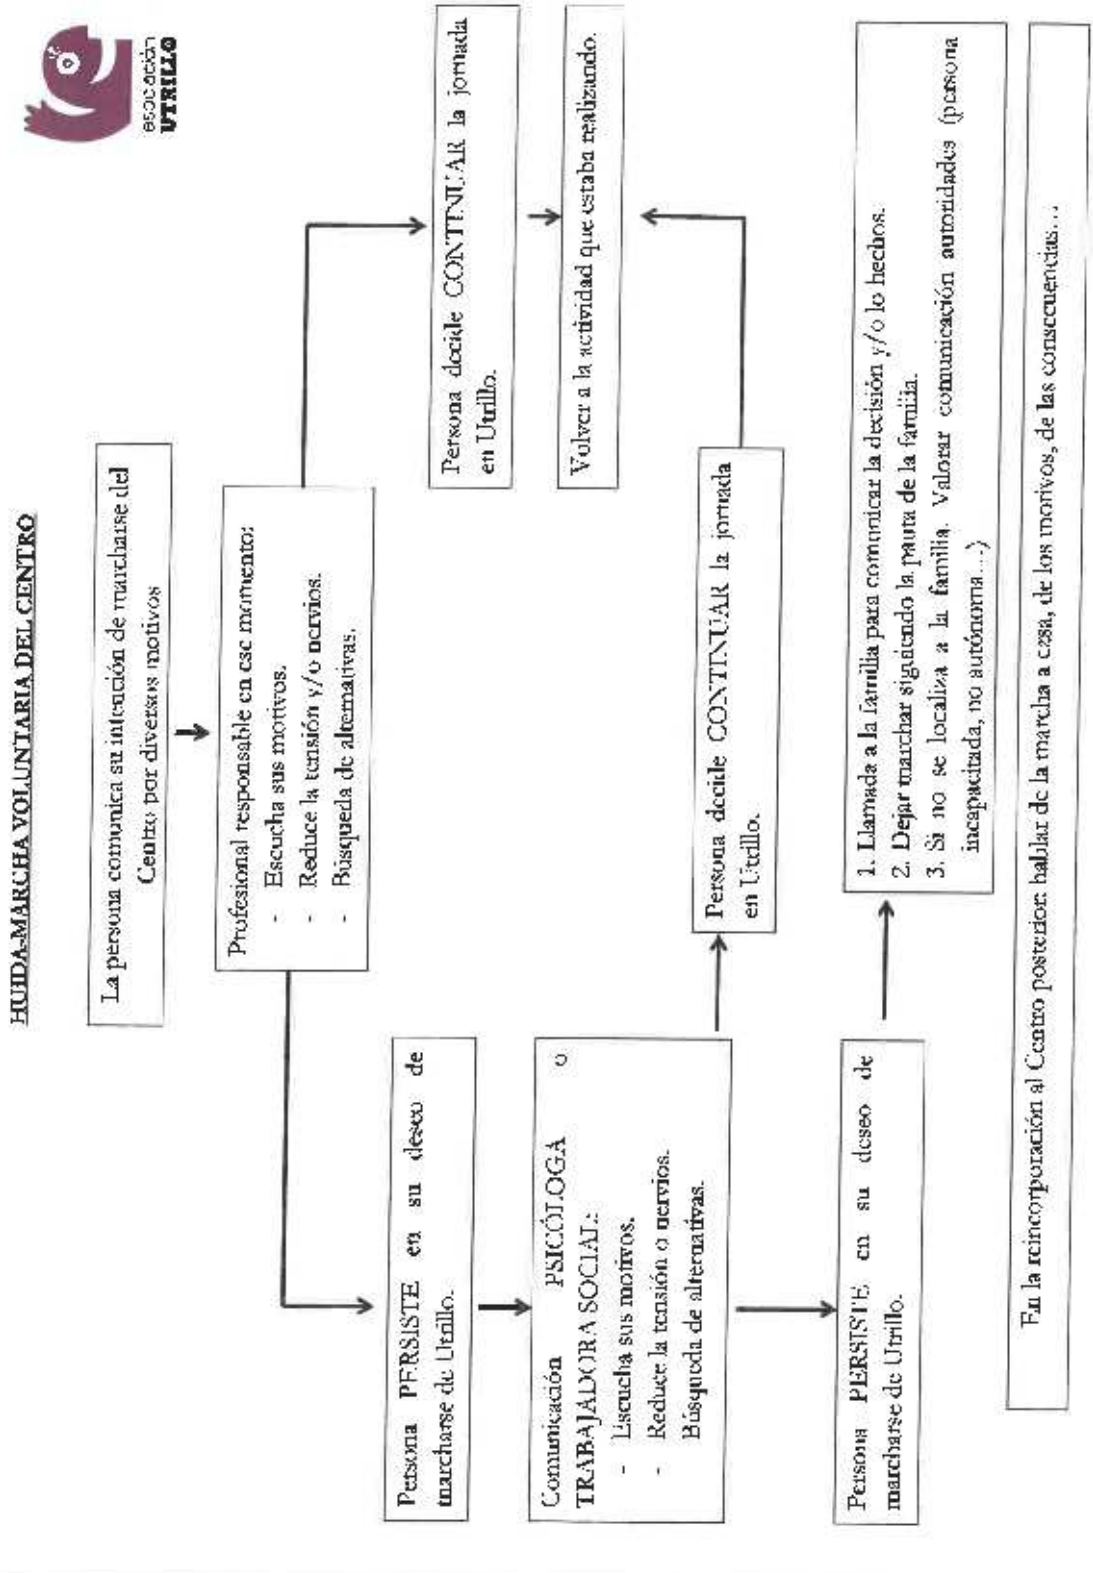 asociación
UTRILLO
HUIDA-MARCHA VOLUNTARIA DEL CENTRO
La persona comunica su intención de marcharse del
Centro por diversos motivos
Profesional responsable en ese momento:
- Escucha sus motivos.
- Reduce la tensión y/o nervios.
- Búsqueda de alternativas.
Persona PERSISTE en su deseo de
marcharse de Utrillo.
Persona decide CONTINUAR la jornada
en Utrillo.
Comunicación PSICÓLOGA o
TRABAJADORA SOCIAL:
- Escucha sus motivos.
- Reduce la tensión o nervios.
Búsqueda de alternativas.
Volver a la actividad que estaba realizando.
Persona decide CONTINUAR la jornada
en Utrillo.
Persona PERSISTE en su deseo de
marcharse de Utrillo.
1. Llamada a la familia para comunicar la decisión y/o lo hechos.
2. Dejar marchar siguiendo la pauta de la familia.
3. Si no se localiza a la familia. Valorar comunicación autoridades (persona
incapacitada, no autónoma...)
En la reincorporación al Centro posterior: hablar de la marcha a casa, de los motivos, de las consecuencias...